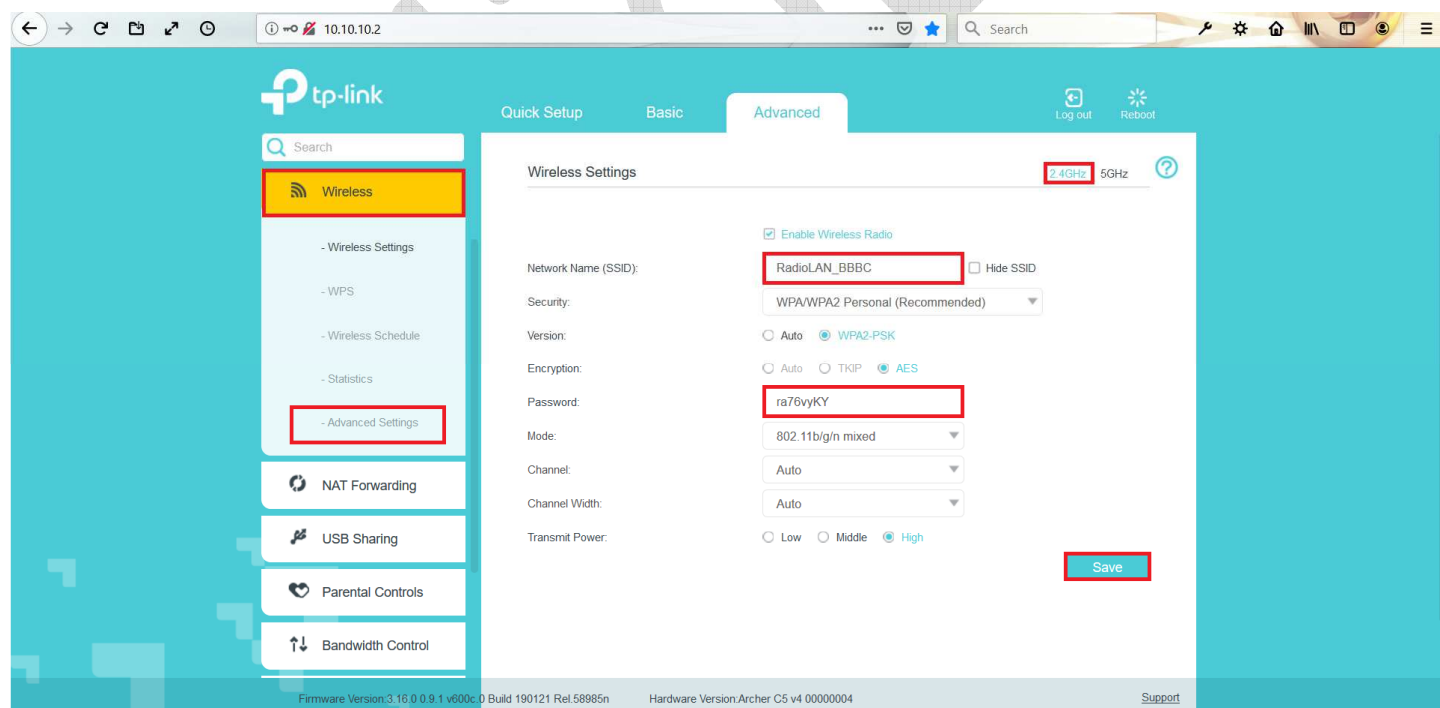 10.10.10.2
Search
tp-link
Quick Setup
Basic
Advanced
Log out
Reboot
Search
Wireless
- Wireless Settings
- WPS
- Wireless Schedule
- Statistics
- Advanced Settings
NAT Forwarding
USB Sharing
Parental Controls
Bandwidth Control
Wireless Settings
2.4GHz 5GHz
Enable Wireless Radio
Network Name (SSID): RadioLAN_BBBC Hide SSID
Security: WPA/WPA2 Personal (Recommended)
Version: Auto WPA2-PSK
Encryption: Auto TKIP AES
Password: ra76vyKY
Mode: 802.11b/g/n mixed
Channel: Auto
Channel Width: Auto
Transmit Power: Low Middle High
Save
Firmware Version:3.16.0 0.9.1 v600c.0 Build 190121 Rel.58985n Hardware Version:Archer C5 v4 00000004 Support